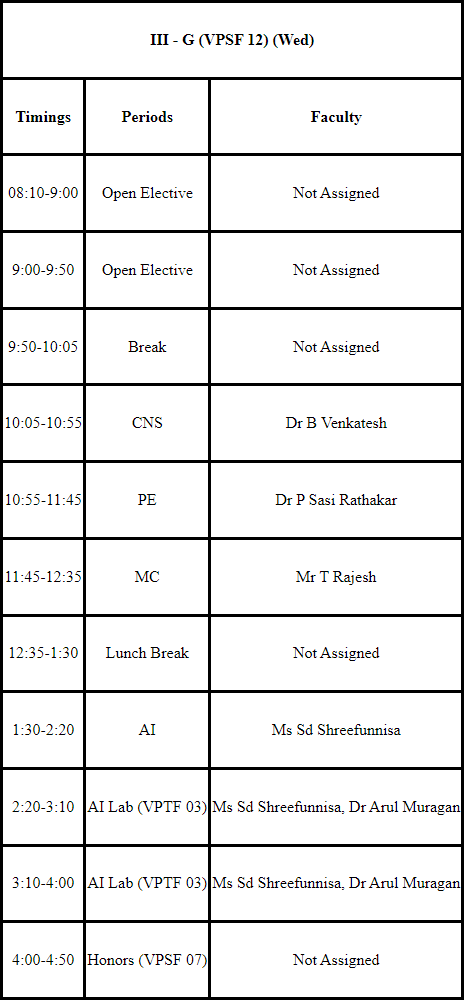 III - G (VPSF 12) (Wed)
Timings Periods Faculty
08:10-9:00 Open Elective Not Assigned
9:00-9:50 Open Elective Not Assigned
9:50-10:05 Break Not Assigned
10:05-10:55 CNS Dr B Venkatesh
10:55-11:45 PE Dr P Sasi Rathakar
11:45-12:35 MC Mr T Rajesh
12:35-1:30 Lunch Break Not Assigned
1:30-2:20 AI Ms Sd Shreefunnisa
2:20-3:10 AI Lab (VPTF 03) Ms Sd Shreefunnisa, Dr Arul Muragan
3:10-4:00 AI Lab (VPTF 03) Ms Sd Shreefunnisa, Dr Arul Muragan
4:00-4:50 Honors (VPSF 07) Not Assigned